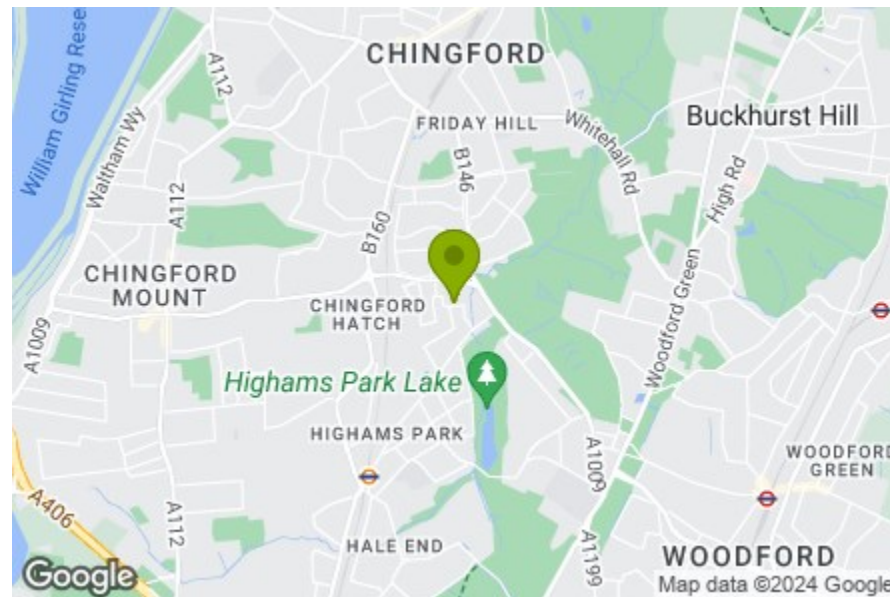 CHINGFORD
William Girling Rese
Waltham Wy
A112
FRIDAY HILL
Whitehall Rd
Buckhurst Hill
B146
High Rd
A112
B160
CHINGFORD
MOUNT
CHINGFORD
HATCH
Woodford Green
A1009
Highams Park Lake
HIGHAMS PARK
A1009
WOODFORD
GREEN
A406
A112
HALE END
A1199
WOODFORD
Google
Map data ©2024 Google